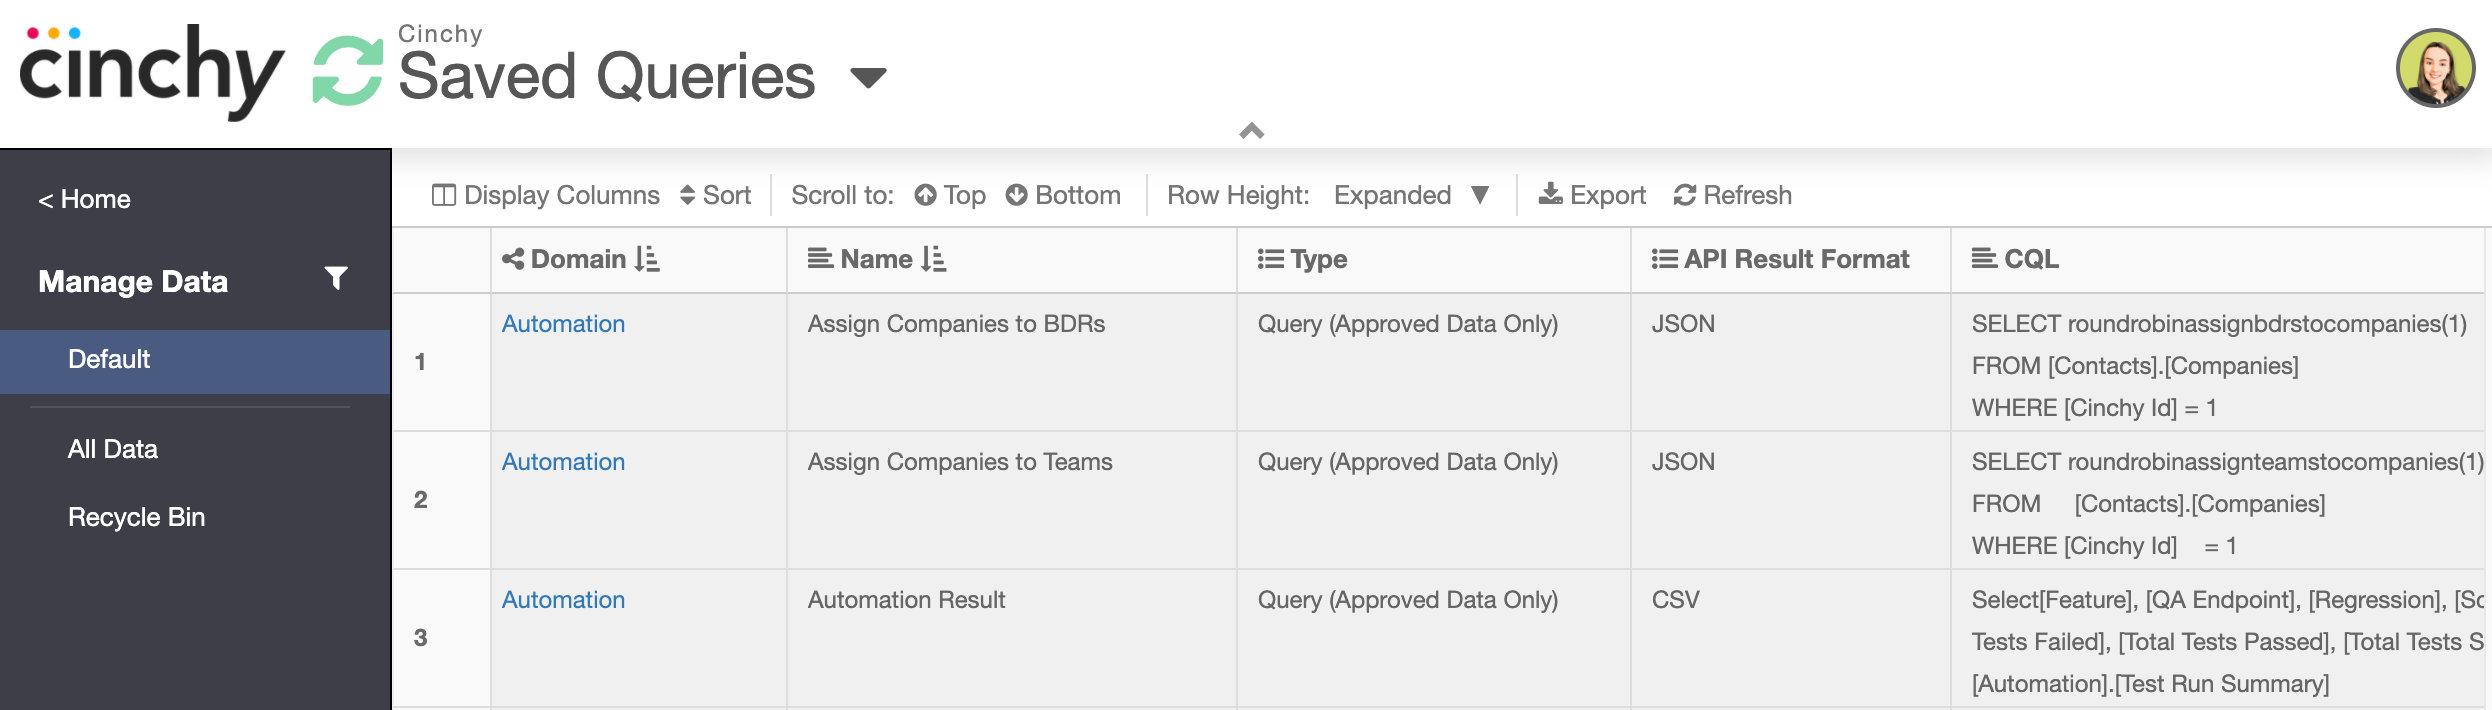 cinchy
Cinchy
Saved Queries
< Home
Manage Data
Default
All Data
Recycle Bin
Display Columns Sort Scroll to: Top Bottom Row Height: Expanded ▼ Export Refresh
Domain Name Type API Result Format CQL
1 Automation Assign Companies to BDRs Query (Approved Data Only) JSON SELECT roundrobinassignbdrstocompanies(1)
FROM [Contacts].[Companies]
WHERE [Cinchy Id] = 1
2 Automation Assign Companies to Teams Query (Approved Data Only) JSON SELECT roundrobinassignteamstocompanies(1)
FROM [Contacts].[Companies]
WHERE [Cinchy Id] = 1
3 Automation Automation Result Query (Approved Data Only) CSV Select[Feature], [QA Endpoint], [Regression],
Tests Failed], [Total Tests Passed], [Total Tests S
[Automation].[Test Run Summary]